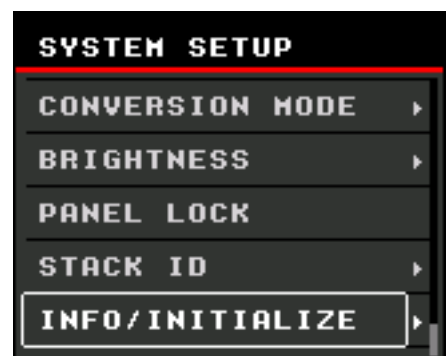 SYSTEM SETUP
CONVERSION MODE
BRIGHTNESS
PANEL LOCK
STACK ID
INFO/INITIALIZE